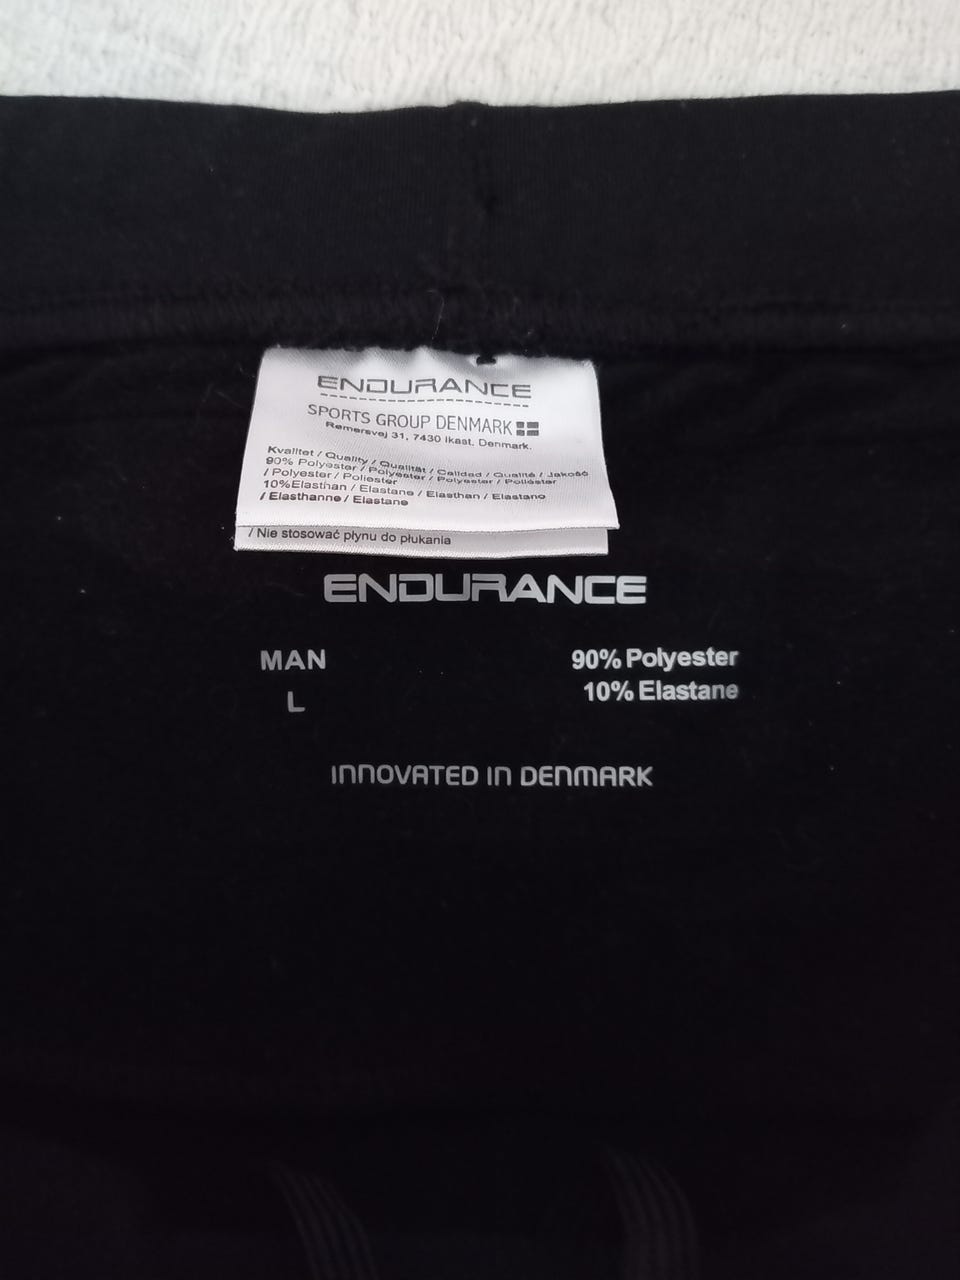 ENDURANCE
SPORTS GROUP DENMARK
Rømersvej 31, 7430 Ikast, Denmark.
Kvalitet / Quality / Qualität / Calidad / Qualité / Jakość
90% Polyester / Polyester / Polyester / Poliéster
/ Polyester / Poliester
10%Elasthan / Elastane / Elasthan / Elastano
/ Elasthanne / Elastane
/ Nie stosować płynu do płukania
ENDURANCE
MAN
90% Polyester
L
10% Elastane
INNOVATED IN DENMARK